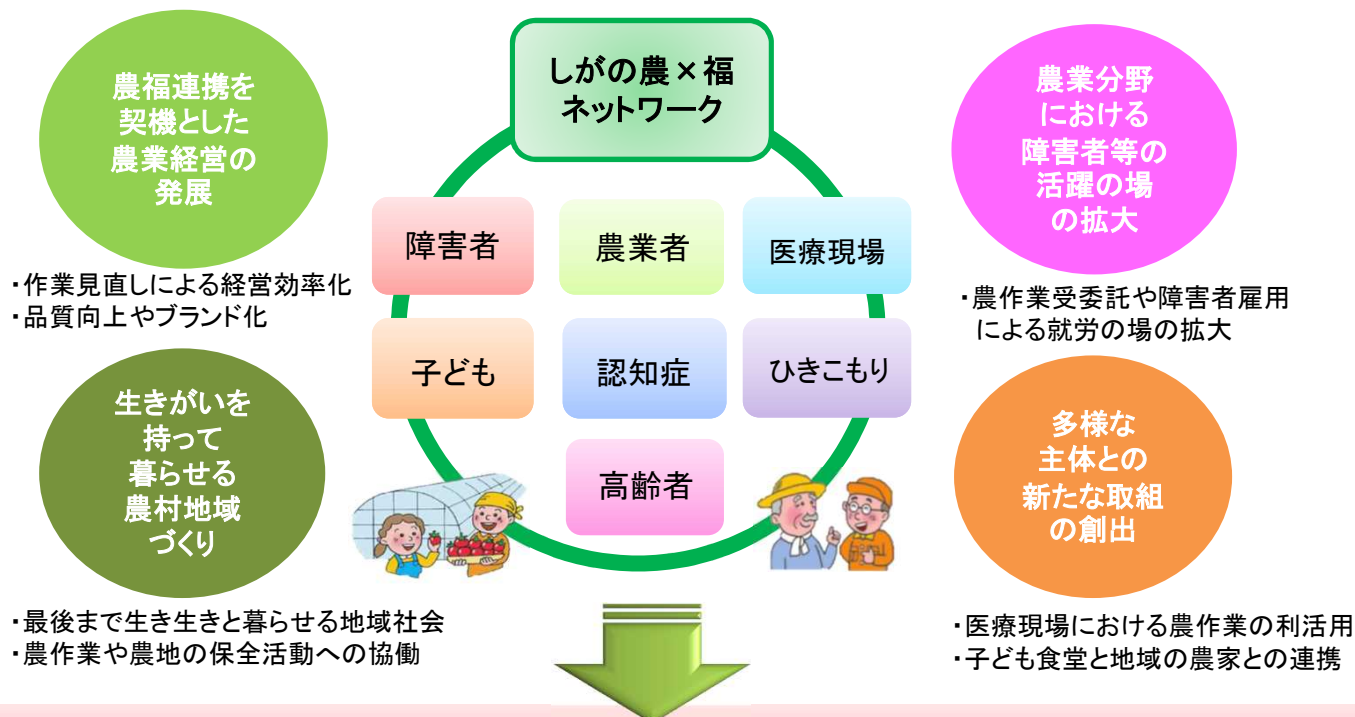 しがの農×福
ネットワーク
農福連携を
契機とした
農業経営の
発展
・作業見直しによる経営効率化
・品質向上やブランド化
農業分野
における
障害者等の
活躍の場
の拡大
・農作業受委託や障害者雇用
による就労の場の拡大
障害者
農業者
医療現場
子ども
認知症
ひきこもり
高齢者
生きがいを
持って
暮らせる
農村地域
づくり
・最後まで生き生きと暮らせる地域社会
・農作業や農地の保全活動への協働
多様な
主体との
新たな取組
の創出
・医療現場における農作業の利活用
・子ども食堂と地域の農家との連携